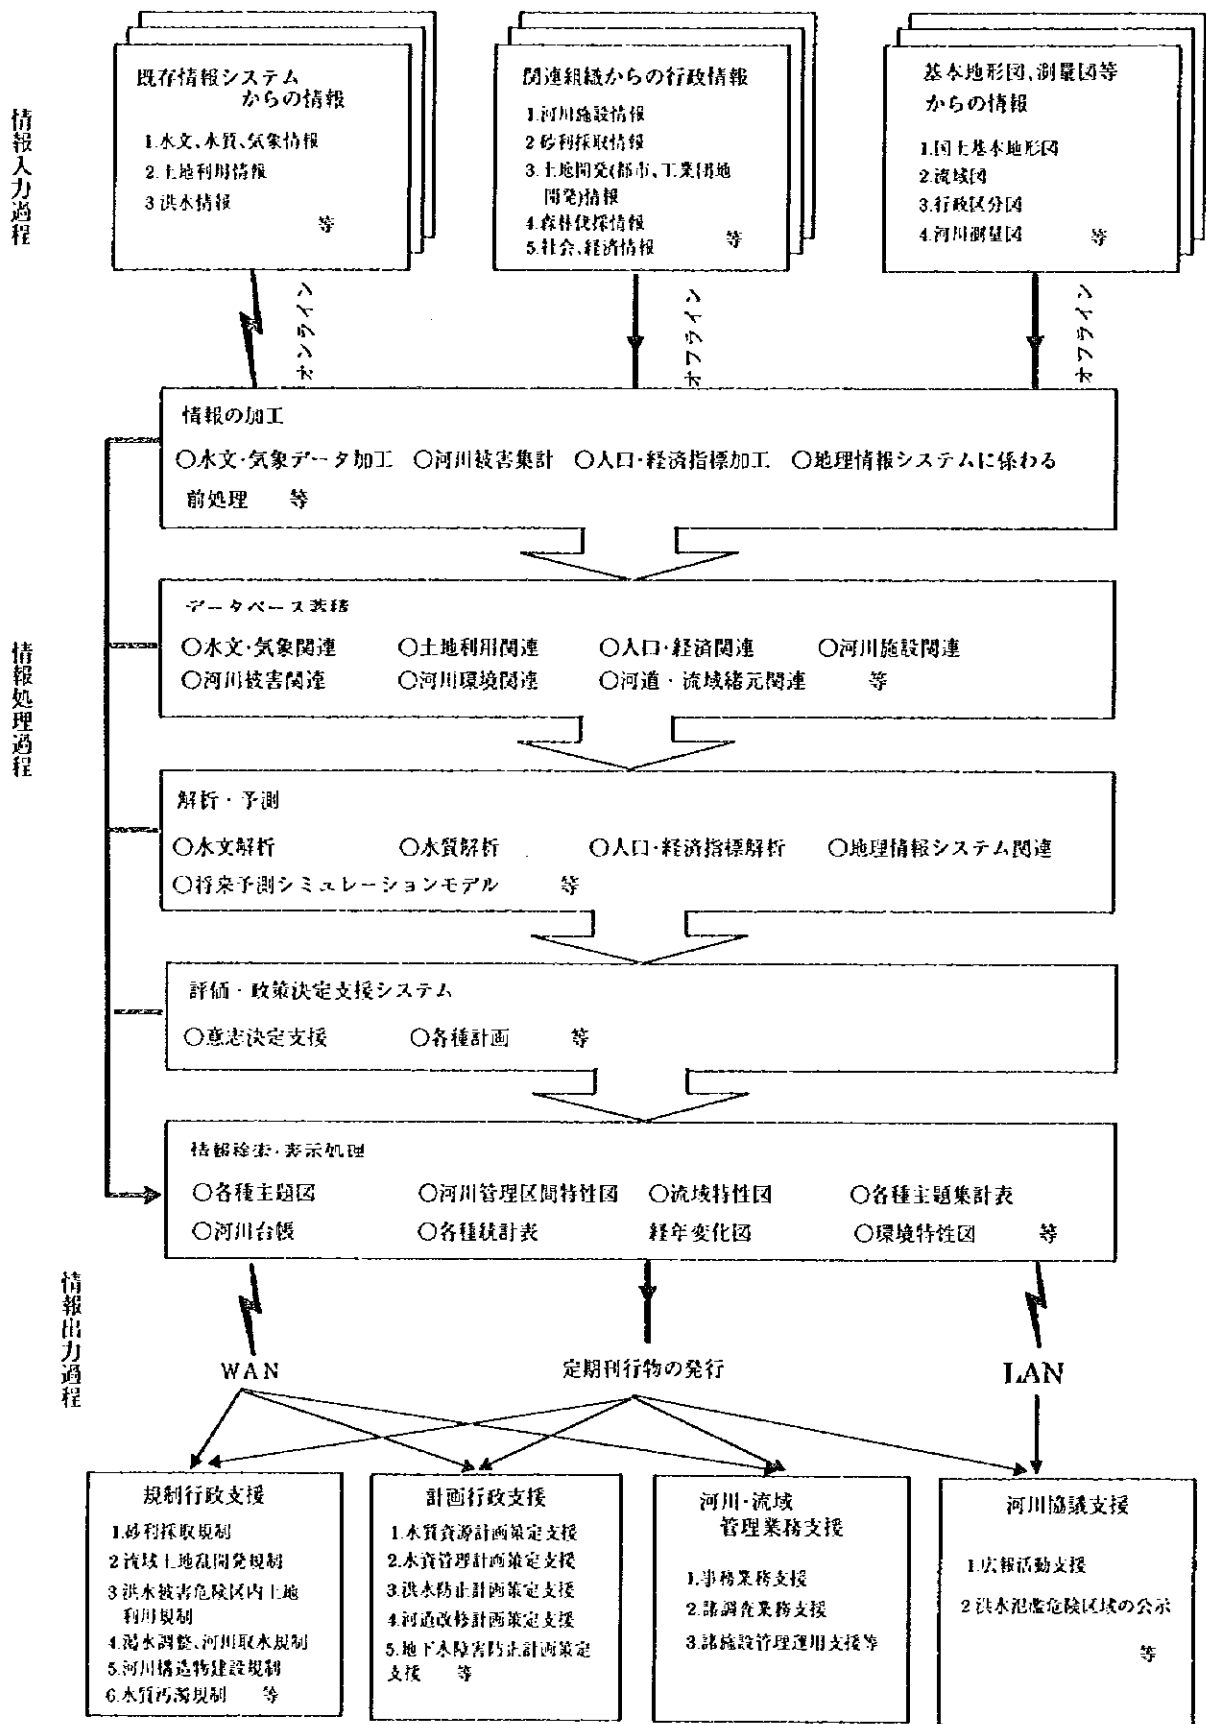 情報入力過程
既存情報システム
からの情報
1.水文、水質、気象情報
2.土地利用情報
3 洪水情報
等
関連組織からの行政情報
1.河川施設情報
2 砂利採取情報
3.土地開発(都市、工業団地
開発)情報
4.森林伐採情報
5.社会、経済情報 等
基本地形図、測量図等
からの情報
1.国土基本地形図
2.流域図
3.行政区分図
4.河川測量図 等
オンライン
オフライン
オフライン
情報処理過程
情報の加工
○水文・気象データ加工 ○河川被害集計 ○人口・経済指標加工 ○地理情報システムに係わる
前処理 等
データベース蓄積
○水文・気象関連 ○土地利用関連 ○人口・経済関連 ○河川施設関連
○河川被害関連 ○河川環境関連 ○河道・流域緒元関連 等
解析・予測
○水文解析 ○水質解析 ○人口・経済指標解析 ○地理情報システム関連
○将来予測シミュレーションモデル 等
評価・政策決定支援システム
○意志決定支援 ○各種計画 等
情報検索・表示処理
○各種主題図 ○河川管理区間特性図 ○流域特性図 ○各種主題集計表
○河川台帳 ○各種統計表 経年変化図 ○環境特性図 等
情報出力過程
WAN
定期刊行物の発行
LAN
規制行政支援
1.砂利採取規制
2 流域土地乱開発規制
3 洪水被害危険区内土地
利用規制
4.渇水調整、河川取水規制
5.河川構造物建設規制
6.水質汚濁規制 等
計画行政支援
1.水質資源計画策定支援
2.水資管理計画策定支援
3.洪水防止計画策定支援
4.河道改修計画策定支援
5.地下水障害防止計画策定
支援 等
河川・流域
管理業務支援
1.事務業務支援
2.諸調査業務支援
3.諸施設管理運用支援等
河川協議支援
1.広報活動支援
2 洪水氾濫危険区域の公示
等